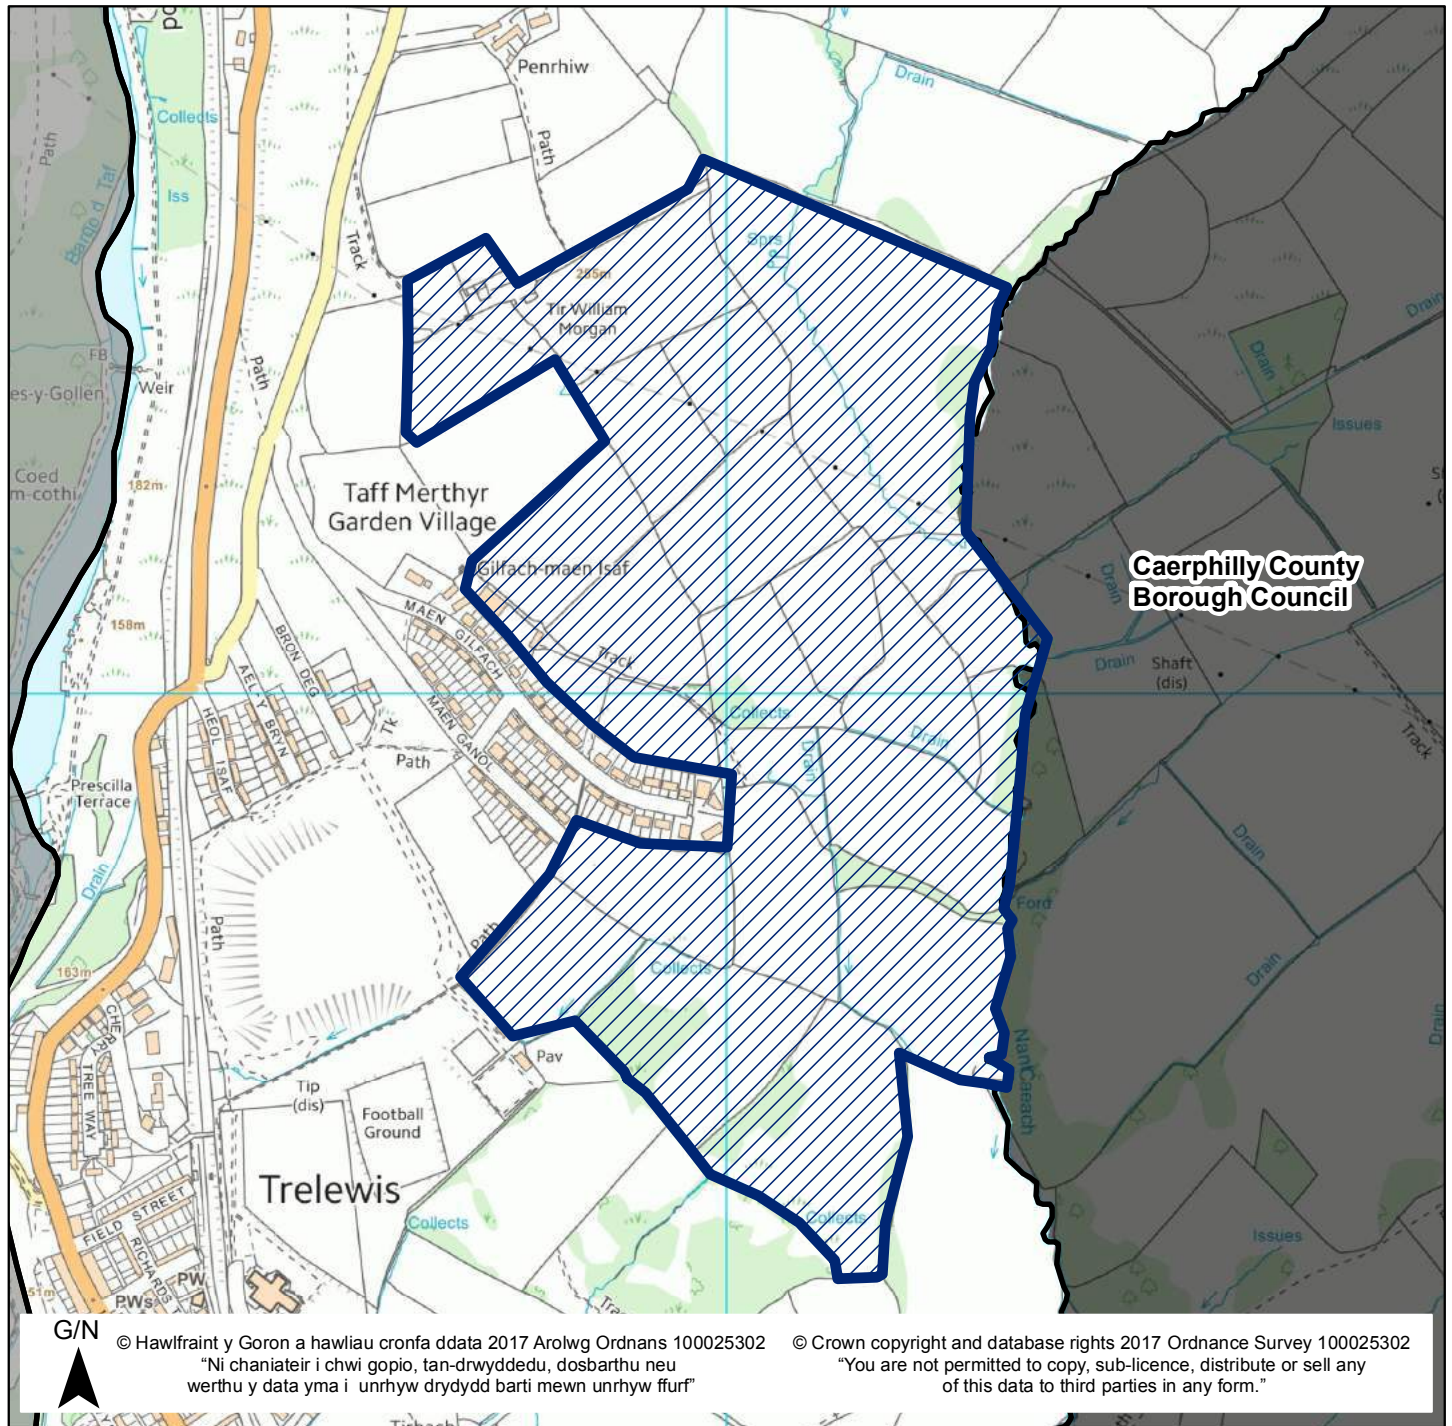 Penrhiw
Drain
Path
Collects
Iss
Path
Bargod Taf
Track
Sprs
255m
Tir William
Morgan
Drain
Drain
FB
Weir
Path
Issues
Coed
m-cothi
es-y-Gollen
182m
Taff Merthyr
Garden Village
Gilfach-maen Isaf
Caerphilly County
Borough Council
Drain
MAEN GILFACH
158m
BRON DEG
AEL-Y-BRYN
HEOL ISAF
Track
Drain
Shaft
(dis)
MAEN GANOL
Tk
Path
Collects
Drain
Drain
Track
Prescilla
Terrace
Drain
Drain
Path
Path
Ford
163m
Collects
Drain
Drain
CHERRY TREE WAY
Nant Caeach
Pav
Tip
(dis)
Football
Ground
Trelewis
FIELD STREET
RICHARDS
Collects
Collects
Issues
PW
PWs
51m
G/N
© Hawlfraint y Goron a hawliau cronfa ddata 2017 Arolwg Ordnans 100025302
“Ni chaniateir i chwi gopio, tan-drwyddedu, dosbarthu neu
werthu y data yma i unrhyw drydydd barti mewn unrhyw ffurf”
© Crown copyright and database rights 2017 Ordnance Survey 100025302
“You are not permitted to copy, sub-licence, distribute or sell any
of this data to third parties in any form.”